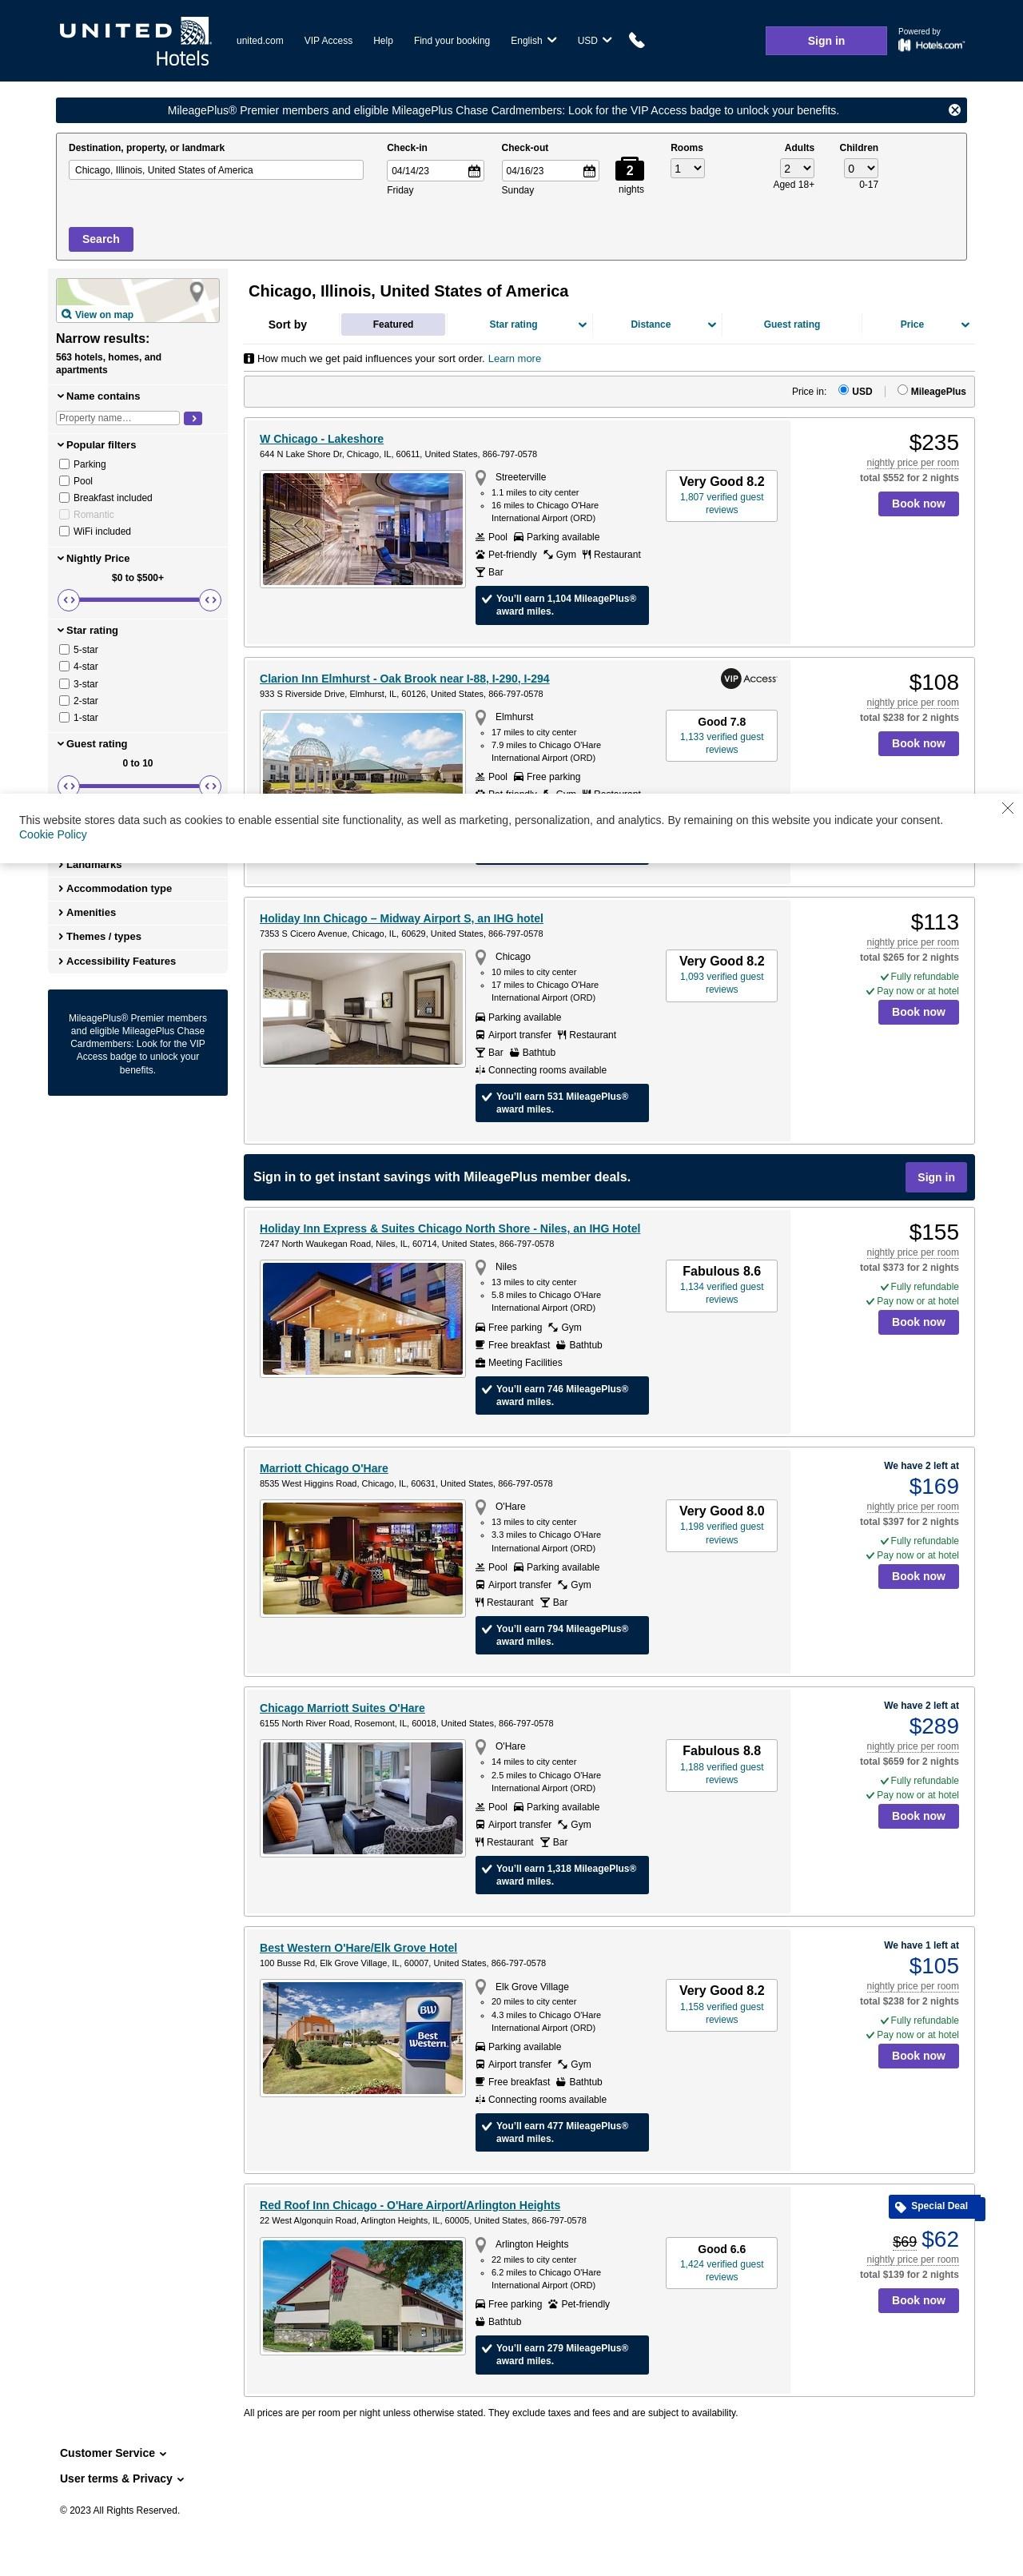 UNITED
Hotels
united.com VIP Access Help Find your booking English USD
Sign in
Powered by
Hotels.com
MileagePlus® Premier members and eligible MileagePlus Chase Cardmembers: Look for the VIP Access badge to unlock your benefits.
Destination, property, or landmark Check-in Check-out Rooms Adults Children
Chicago, Illinois, United States of America 04/14/23 04/16/23 2 1 2 0
Friday Sunday nights Aged 18+ 0-17
Search
View on map
Narrow results:
563 hotels, homes, and
apartments
Name contains
Property name…
Popular filters
Parking
Pool
Breakfast included
Romantic
WiFi included
Nightly Price
$0 to $500+
Star rating
5-star
4-star
3-star
2-star
1-star
Guest rating
0 to 10
Landmarks
Accommodation type
Amenities
Themes / types
Accessibility Features
MileagePlus® Premier members
and eligible MileagePlus Chase
Cardmembers: Look for the VIP
Access badge to unlock your
benefits.
Chicago, Illinois, United States of America
Sort by Featured Star rating Distance Guest rating Price
How much we get paid influences your sort order. Learn more
Price in: USD | MileagePlus
W Chicago - Lakeshore
644 N Lake Shore Dr, Chicago, IL, 60611, United States, 866-797-0578
Streeterville
1.1 miles to city center
16 miles to Chicago O'Hare
International Airport (ORD)
Pool Parking available
Pet-friendly Gym Restaurant
Bar
You'll earn 1,104 MileagePlus®
award miles.
Very Good 8.2
1,807 verified guest
reviews
$235
nightly price per room
total $552 for 2 nights
Book now
Clarion Inn Elmhurst - Oak Brook near I-88, I-290, I-294
933 S Riverside Drive, Elmhurst, IL, 60126, United States, 866-797-0578
VIP Access
Elmhurst
17 miles to city center
7.9 miles to Chicago O'Hare
International Airport (ORD)
Pool Free parking
Pet-friendly Gym Restaurant
Good 7.8
1,133 verified guest
reviews
$108
nightly price per room
total $238 for 2 nights
Book now
This website stores data such as cookies to enable essential site functionality, as well as marketing, personalization, and analytics. By remaining on this website you indicate your consent.
Cookie Policy
Holiday Inn Chicago – Midway Airport S, an IHG hotel
7353 S Cicero Avenue, Chicago, IL, 60629, United States, 866-797-0578
Chicago
10 miles to city center
17 miles to Chicago O'Hare
International Airport (ORD)
Parking available
Airport transfer Restaurant
Bar Bathtub
Connecting rooms available
You'll earn 531 MileagePlus®
award miles.
Very Good 8.2
1,093 verified guest
reviews
$113
nightly price per room
total $265 for 2 nights
Fully refundable
Pay now or at hotel
Book now
Sign in to get instant savings with MileagePlus member deals.
Sign in
Holiday Inn Express & Suites Chicago North Shore - Niles, an IHG Hotel
7247 North Waukegan Road, Niles, IL, 60714, United States, 866-797-0578
Niles
13 miles to city center
5.8 miles to Chicago O'Hare
International Airport (ORD)
Free parking Gym
Free breakfast Bathtub
Meeting Facilities
You'll earn 746 MileagePlus®
award miles.
Fabulous 8.6
1,134 verified guest
reviews
$155
nightly price per room
total $373 for 2 nights
Fully refundable
Pay now or at hotel
Book now
Marriott Chicago O'Hare
8535 West Higgins Road, Chicago, IL, 60631, United States, 866-797-0578
O'Hare
13 miles to city center
3.3 miles to Chicago O'Hare
International Airport (ORD)
Pool Parking available
Airport transfer Gym
Restaurant Bar
You'll earn 794 MileagePlus®
award miles.
Very Good 8.0
1,198 verified guest
reviews
We have 2 left at
$169
nightly price per room
total $397 for 2 nights
Fully refundable
Pay now or at hotel
Book now
Chicago Marriott Suites O'Hare
6155 North River Road, Rosemont, IL, 60018, United States, 866-797-0578
O'Hare
14 miles to city center
2.5 miles to Chicago O'Hare
International Airport (ORD)
Pool Parking available
Airport transfer Gym
Restaurant Bar
You'll earn 1,318 MileagePlus®
award miles.
Fabulous 8.8
1,188 verified guest
reviews
We have 2 left at
$289
nightly price per room
total $659 for 2 nights
Fully refundable
Pay now or at hotel
Book now
Best Western O'Hare/Elk Grove Hotel
100 Busse Rd, Elk Grove Village, IL, 60007, United States, 866-797-0578
BW
Best
Western
Elk Grove Village
20 miles to city center
4.3 miles to Chicago O'Hare
International Airport (ORD)
Parking available
Airport transfer Gym
Free breakfast Bathtub
Connecting rooms available
You'll earn 477 MileagePlus®
award miles.
Very Good 8.2
1,158 verified guest
reviews
We have 1 left at
$105
nightly price per room
total $238 for 2 nights
Fully refundable
Pay now or at hotel
Book now
Red Roof Inn Chicago - O'Hare Airport/Arlington Heights
22 West Algonquin Road, Arlington Heights, IL, 60005, United States, 866-797-0578
Arlington Heights
22 miles to city center
6.2 miles to Chicago O'Hare
International Airport (ORD)
Free parking Pet-friendly
Bathtub
You'll earn 279 MileagePlus®
award miles.
Good 6.6
1,424 verified guest
reviews
Special Deal
$69 $62
nightly price per room
total $139 for 2 nights
Book now
All prices are per room per night unless otherwise stated. They exclude taxes and fees and are subject to availability.
Customer Service
User terms & Privacy
© 2023 All Rights Reserved.